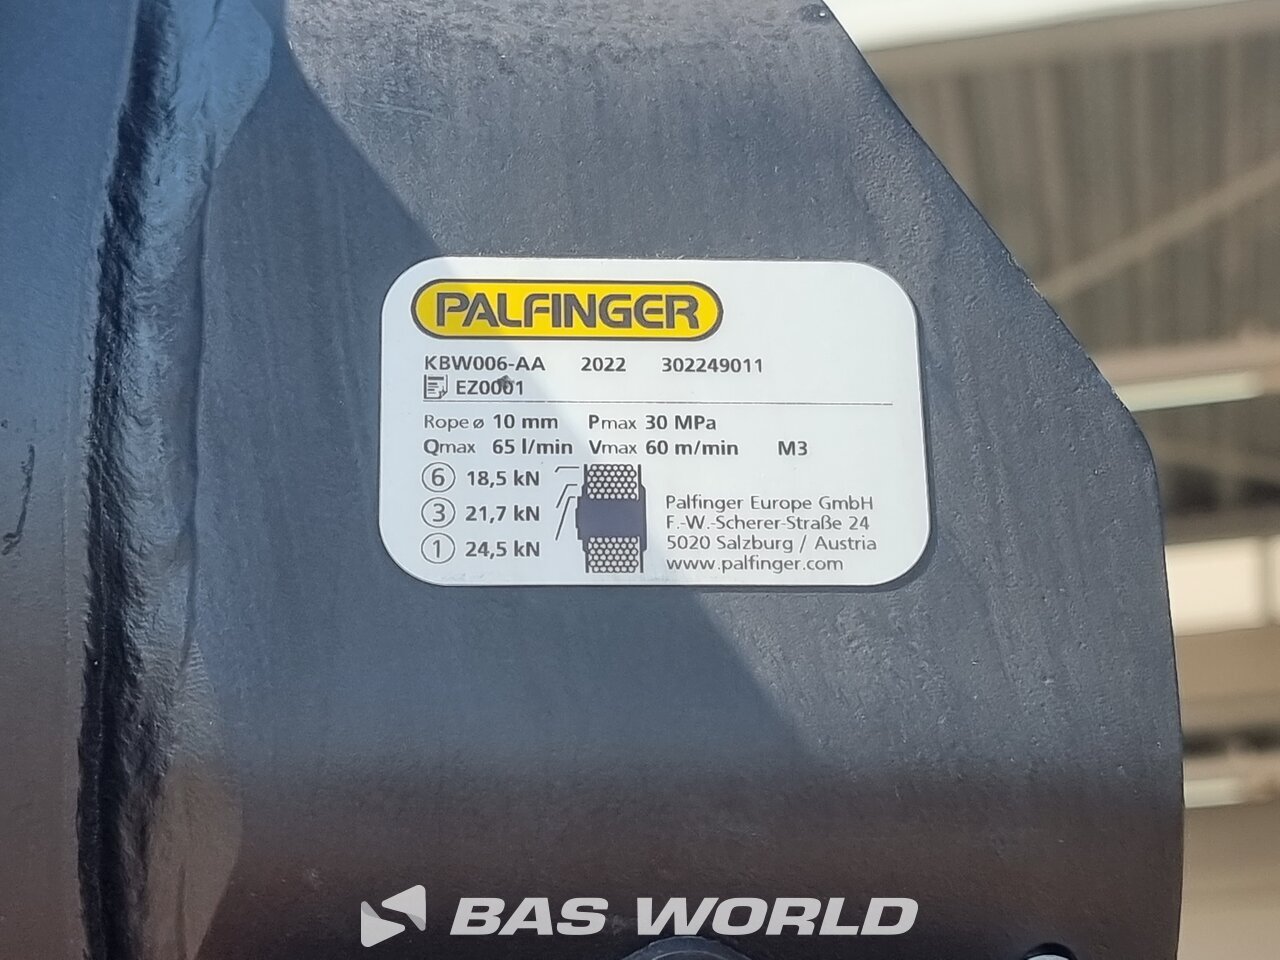 PALFINGER
KBW006-AA 2022 302249011
EZ0001
Rope ø 10 mm Pmax 30 MPa
Qmax 65 l/min Vmax 60 m/min M3
6 18,5 kN
3 21,7 kN
1 24,5 kN
Palfinger Europe GmbH
F.-W.-Scherer-Straße 24
5020 Salzburg / Austria
www.palfinger.com
BAS WORLD